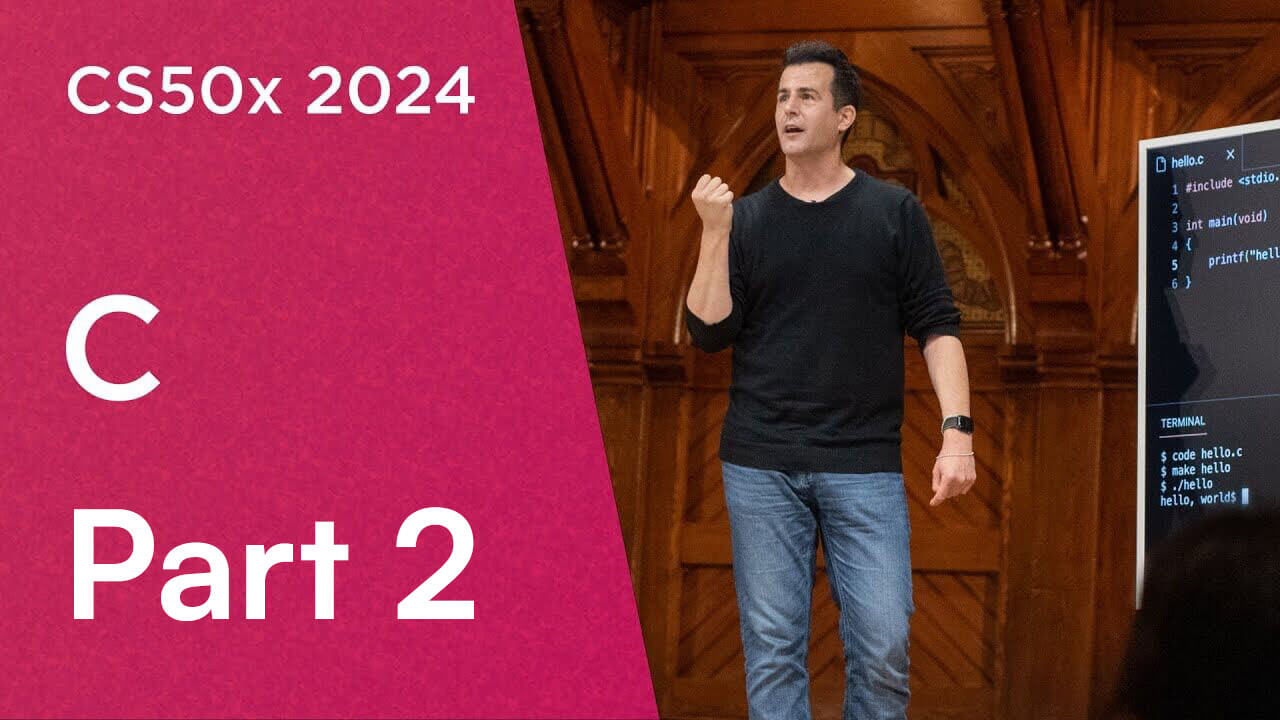 CS50x 2024
C
Part 2
hello.c X
1 #include <stdio.
2
3 int main(void)
4 {
5 printf("hell
6 }
TERMINAL
$ code hello.c
$ make hello
$ ./hello
hello, world$